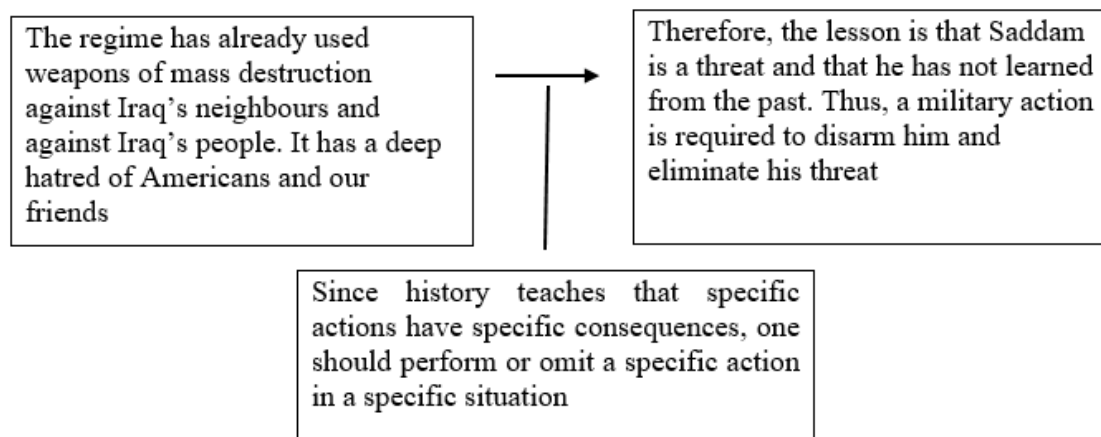 The regime has already used
weapons of mass destruction
against Iraq's neighbours and
against Iraq's people. It has a deep
hatred of Americans and our
friends
Therefore, the lesson is that Saddam
is a threat and that he has not learned
from the past. Thus, a military action
is required to disarm him and
eliminate his threat
Since history teaches that specific
actions have specific consequences, one
should perform or omit a specific action
in a specific situation